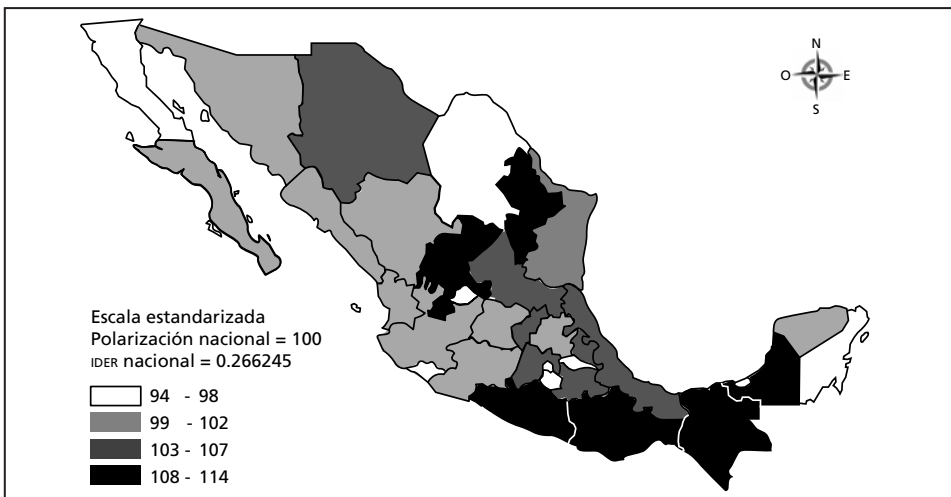 N
O E
S
Escala estandarizada
Polarización nacional = 100
IDER nacional = 0.266245
94 - 98
99 - 102
103 - 107
108 - 114